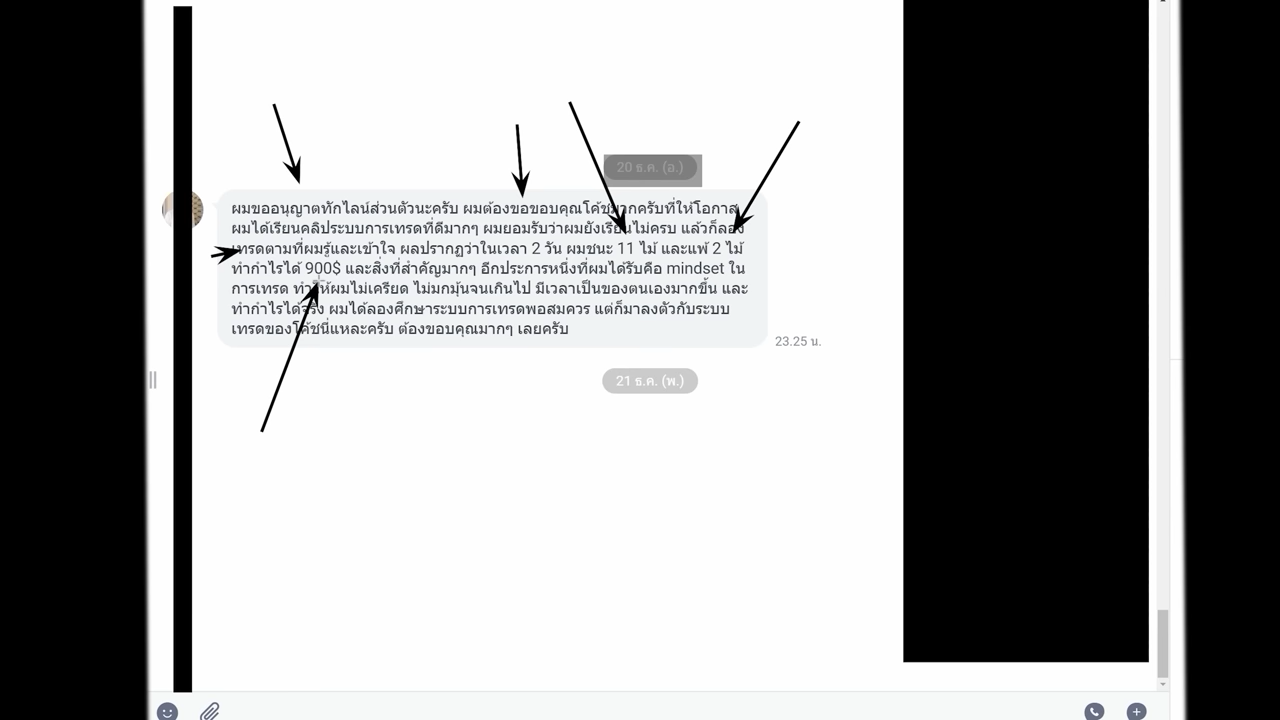 20 ธ.ค. (อ.)
ผมขออนุญาตทักไลน์ส่วนตัวนะครับ ผมต้องขอขอบคุณโค้ชมากครับที่ให้โอกาส
ผมได้เรียนคลิประบบการเทรดที่ดีมากๆ ผมยอมรับว่าผมยังเรียนไม่ครบ แล้วก็ลอง
เทรดตามที่ผมรู้และเข้าใจ ผลปรากฏว่าในเวลา 2 วัน ผมชนะ 11 ไม้ และแพ้ 2 ไม้
ทำกำไรได้ 900$ และสิ่งที่สำคัญมากๆ อีกประการหนึ่งที่ผมได้รับคือ mindset ใน
การเทรด ทำให้ผมไม่เครียด ไม่มกมุ้นจนเกินไป มีเวลาเป็นของตนเองมากขึ้น และ
ทำกำไรได้จริง ผมได้ลองศึกษาระบบการเทรดพอสมควร แต่ก็มาลงตัวกับระบบ
เทรดของโค้ชนี่แหละครับ ต้องขอบคุณมากๆ เลยครับ
23.25 น.
21 ธ.ค. (พ.)